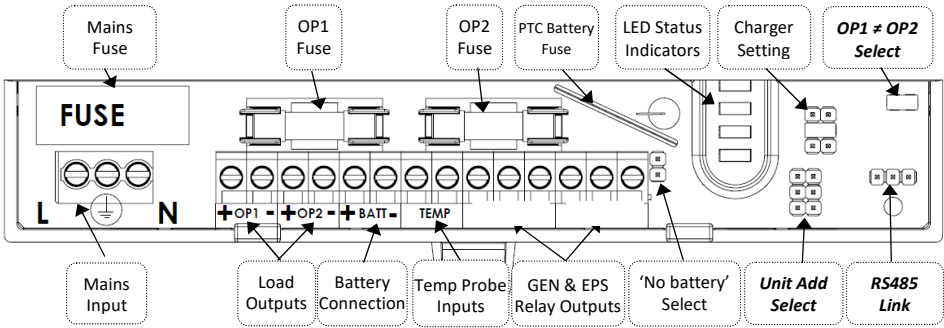 Mains
Fuse
OP1
Fuse
OP2
Fuse
PTC Battery
Fuse
LED Status
Indicators
Charger
Setting
OP1 ≠ OP2
Select
FUSE
L
N
+OP1 -
+OP2 -
+BATT-
TEMP
Mains
Input
Load
Outputs
Battery
Connection
Temp Probe
Inputs
GEN & EPS
Relay Outputs
‘No battery’
Select
Unit Add
Select
RS485
Link